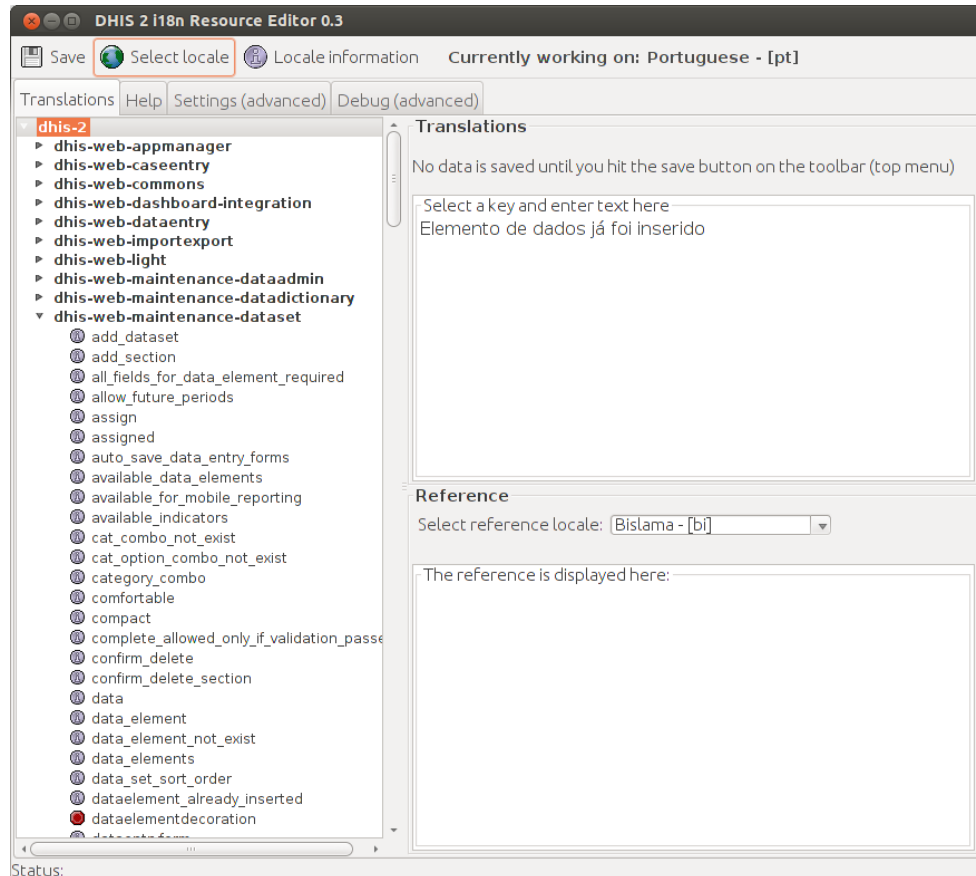 DHIS 2 i18n Resource Editor 0.3
Save Select locale Locale information Currently working on: Portuguese - [pt]
Translations Help Settings (advanced) Debug (advanced)
dhis-2
dhis-web-appmanager
dhis-web-caseentry
dhis-web-commons
dhis-web-dashboard-integration
dhis-web-dataentry
dhis-web-importexport
dhis-web-light
dhis-web-maintenance-dataadmin
dhis-web-maintenance-datadictionary
dhis-web-maintenance-dataset
add_dataset
add_section
all_fields_for_data_element_required
allow_future_periods
assign
assigned
auto_save_data_entry_forms
available_data_elements
available_for_mobile_reporting
available_indicators
cat_combo_not_exist
cat_option_combo_not_exist
category_combo
comfortable
compact
complete_allowed_only_if_validation_passe
confirm_delete
confirm_delete_section
data
data_element
data_element_not_exist
data_elements
data_set_sort_order
dataelement_already_inserted
dataelementdecoration
Translations
No data is saved until you hit the save button on the toolbar (top menu)
Select a key and enter text here
Elemento de dados já foi inserido
Reference
Select reference locale: Bislama - [bi]
The reference is displayed here:
Status: